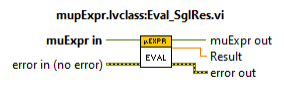 mupExpr.lvclass:Eval_SglRes.vi
muExpr in
muExpr out
µEXPR
EVAL
Result
error in (no error)
error out